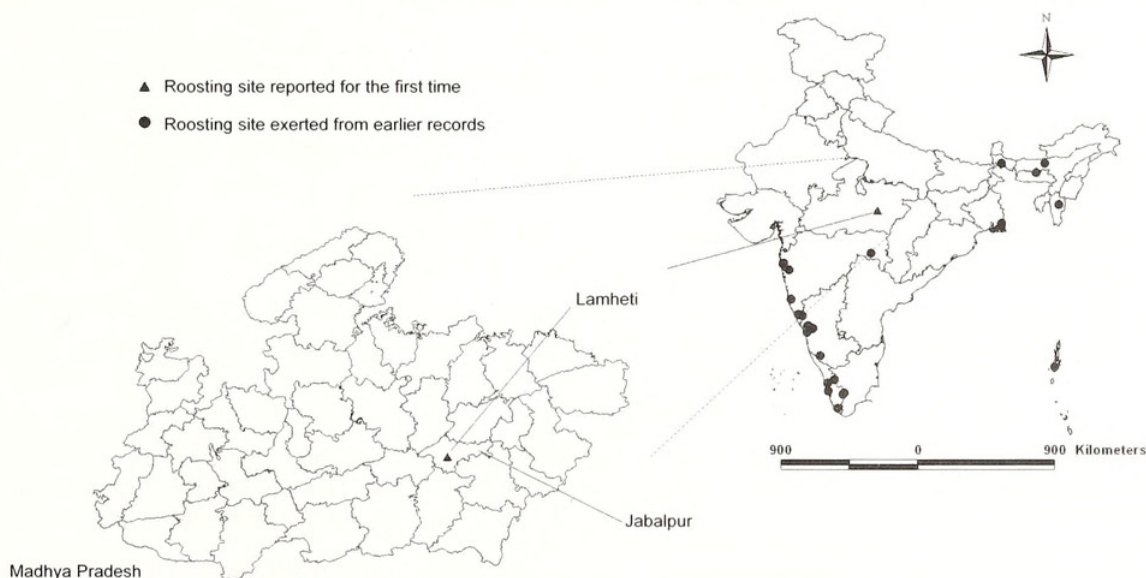 N
▲ Roosting site reported for the first time
● Roosting site exerted from earlier records
Lamheti
900 0 900 Kilometers
Jabalpur
Madhya Pradesh